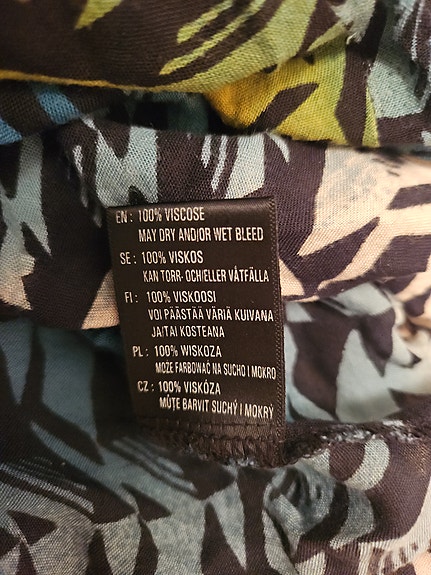 EN : 100% VISCOSE
MAY DRY AND/OR WET BLEED
SE : 100% VISKOS
KAN TORR- OCH/ELLER VÅTFÄLLA
FI : 100% VISKOOSI
VOI PÄÄSTÄÄ VÄRIÄ KUIVANA
JA/TAI KOSTEANA
PL : 100% WISKOZA
MOŻE FARBOWAĆ NA SUCHO I MOKRO
CZ : 100% VISKÓZA
MŮTE BARVIT SUCHÝ I MOKRÝ